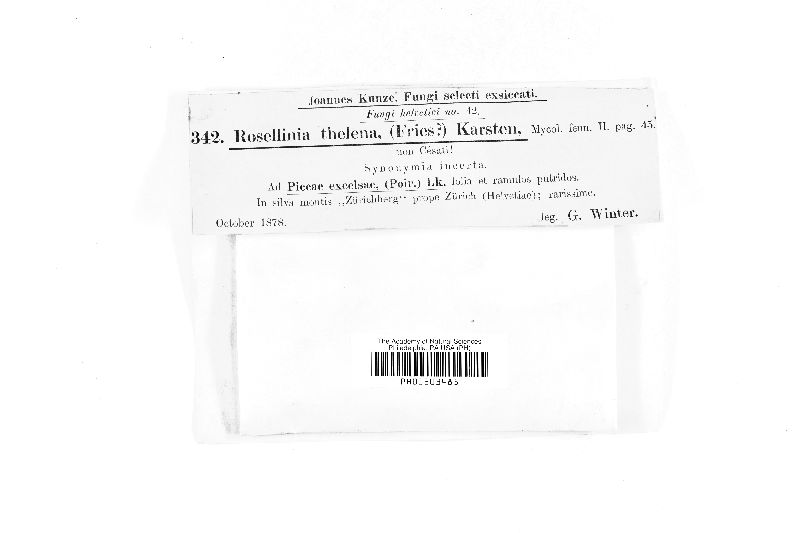 Joannes Kunze, Fungi selecti exsiccati.
Fungi helvetici no. 42.
342. Rosellinia thelena, (Fries?) Karsten, Mycol. fenn. II. pag. 45.
non Cesati!
Synonymia incerta.
Ad Piceae excelsae, (Poir.) Lk. folia et ramulos putridos.
In silva montis „Zürichberg“ prope Zürich (Helvetiae); rarissime.
October 1878. leg. G. Winter.
The Academy of Natural Sciences
Philadelphia, PA USA (PH)